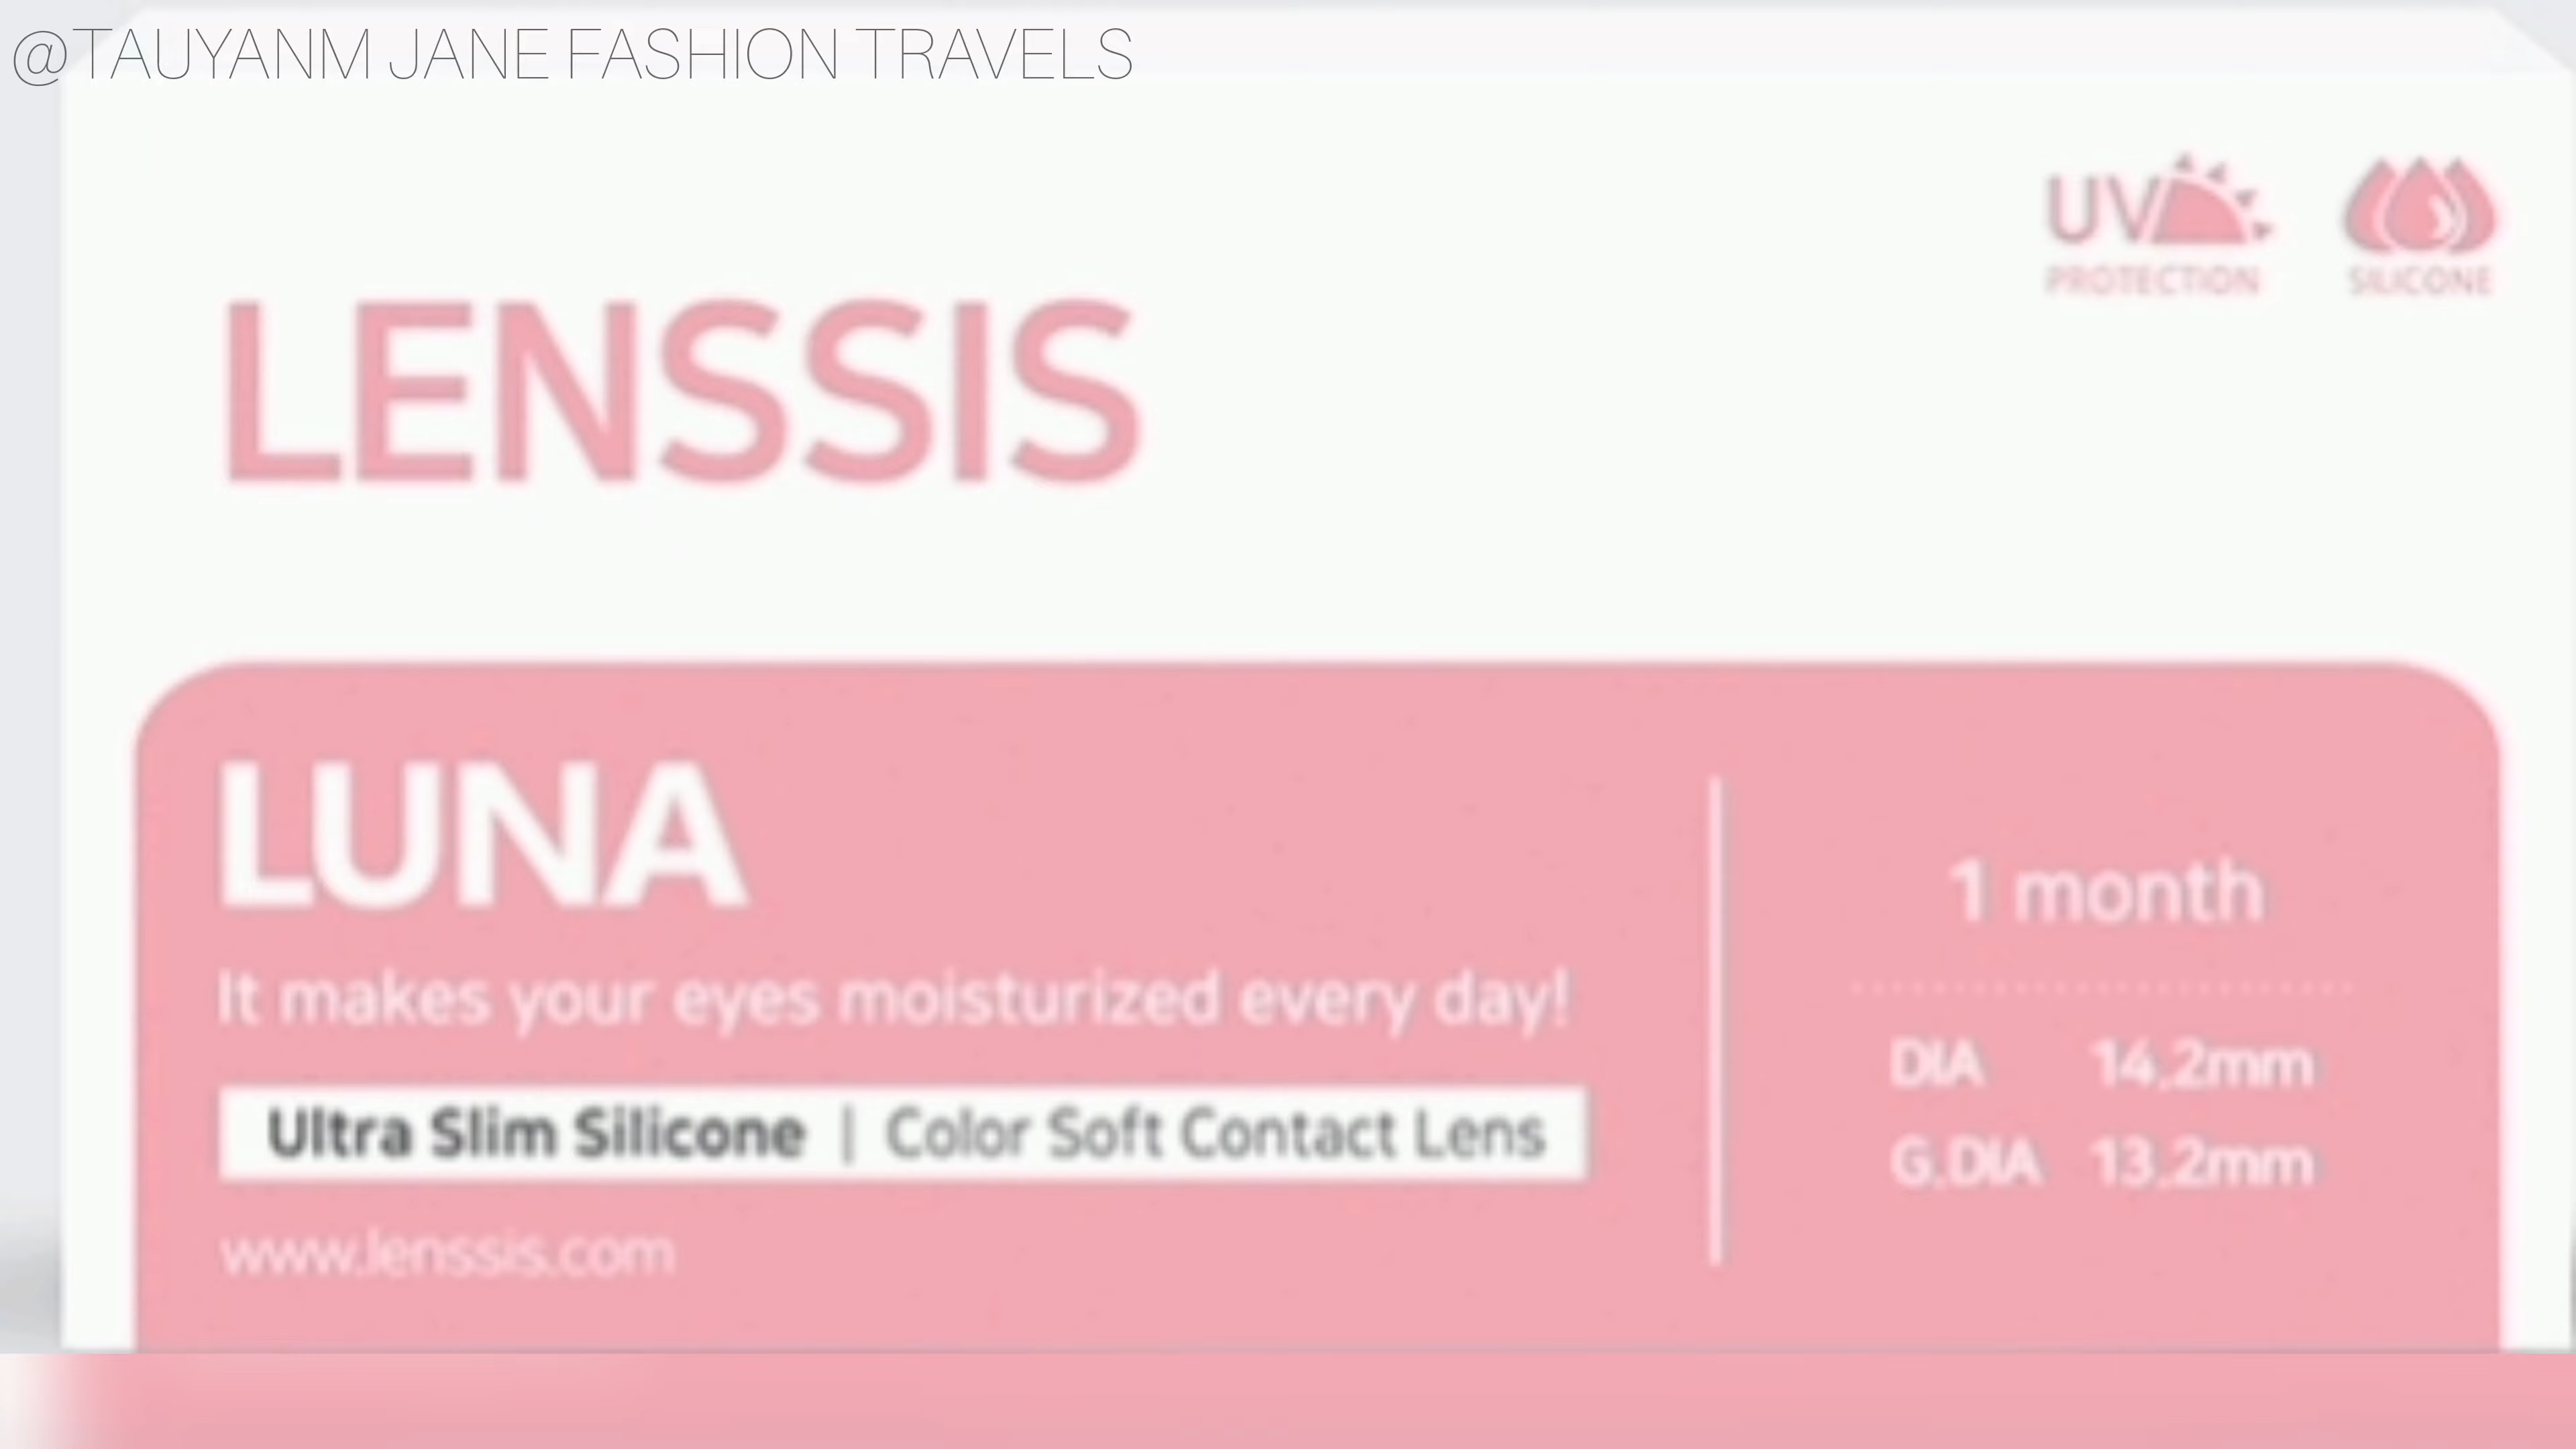 @TAUYANM JANE FASHION TRAVELS
UV
PROTECTION
SILICONE
LENSSIS
LUNA
It makes your eyes moisturized every day!
Ultra Slim Silicone | Color Soft Contact Lens
www.lenssis.com
1 month
DIA 14.2mm
G.DIA 13.2mm